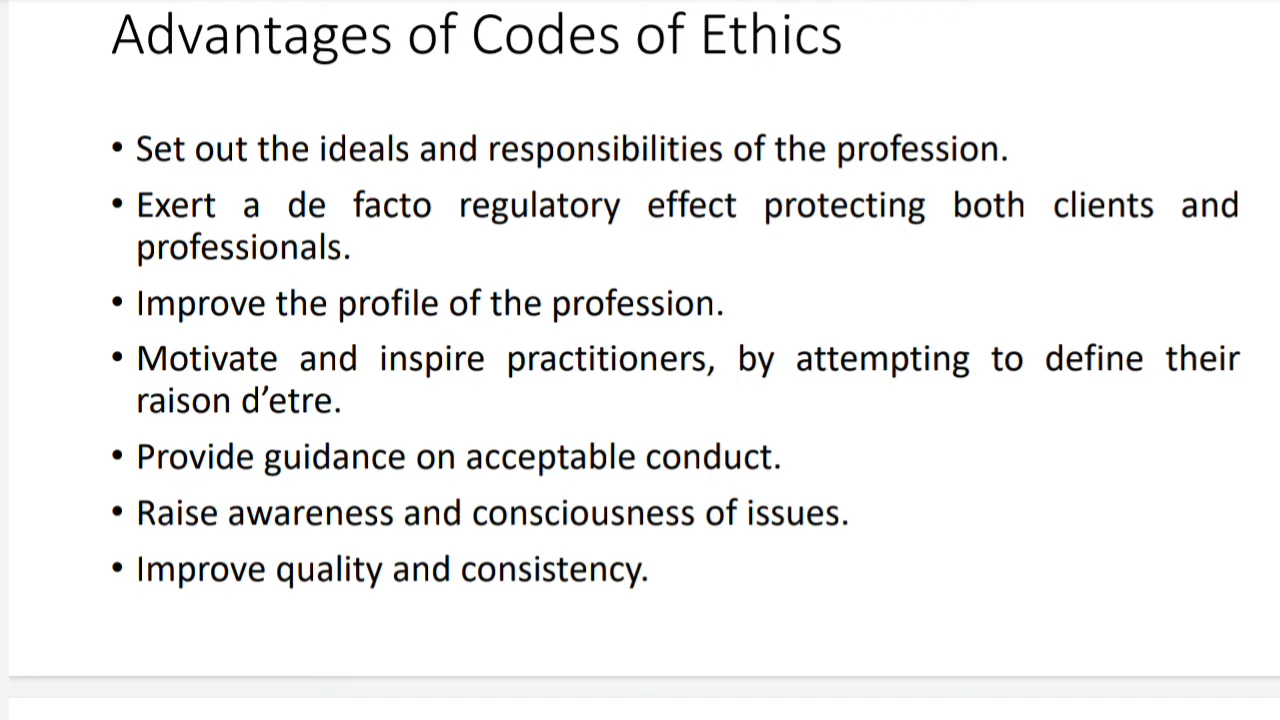 Advantages of Codes of Ethics
• Set out the ideals and responsibilities of the profession.
• Exert a de facto regulatory effect protecting both clients and
professionals.
• Improve the profile of the profession.
• Motivate and inspire practitioners, by attempting to define their
raison d’etre.
• Provide guidance on acceptable conduct.
• Raise awareness and consciousness of issues.
• Improve quality and consistency.